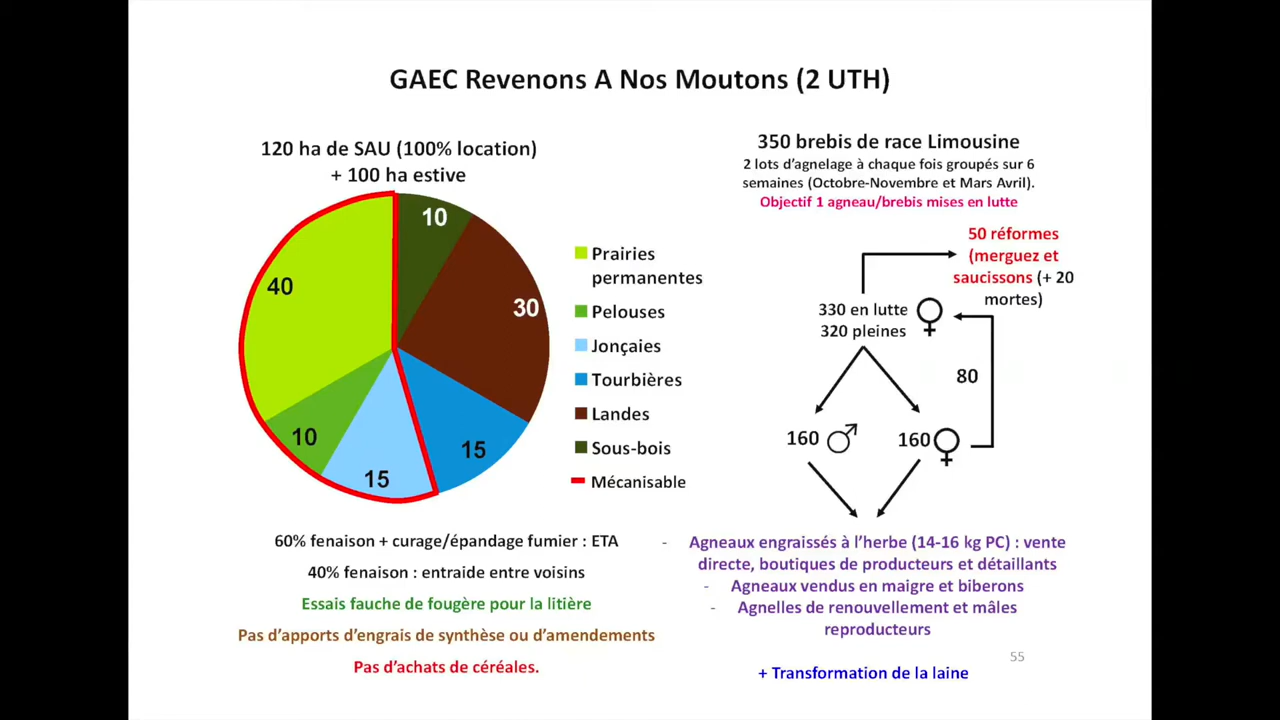 GAEC Revenons A Nos Moutons (2 UTH)
120 ha de SAU (100% location)
+ 100 ha estive
10
30
15
15
10
40
Prairies
permanentes
Pelouses
Jonçaies
Tourbières
Landes
Sous-bois
Mécanisable
60% fenaison + curage/épandage fumier : ETA
40% fenaison : entraide entre voisins
Essais fauche de fougère pour la litière
Pas d’apports d’engrais de synthèse ou d’amendements
Pas d’achats de céréales.
350 brebis de race Limousine
2 lots d’agnelage à chaque fois groupés sur 6
semaines (Octobre-Novembre et Mars Avril).
Objectif 1 agneau/brebis mises en lutte
50 réformes
(merguez et
saucissons (+ 20
mortes)
330 en lutte
320 pleines
80
160
160
- Agneaux engraissés à l’herbe (14-16 kg PC) : vente
directe, boutiques de producteurs et détaillants
- Agneaux vendus en maigre et biberons
- Agnelles de renouvellement et mâles
reproducteurs
55
+ Transformation de la laine